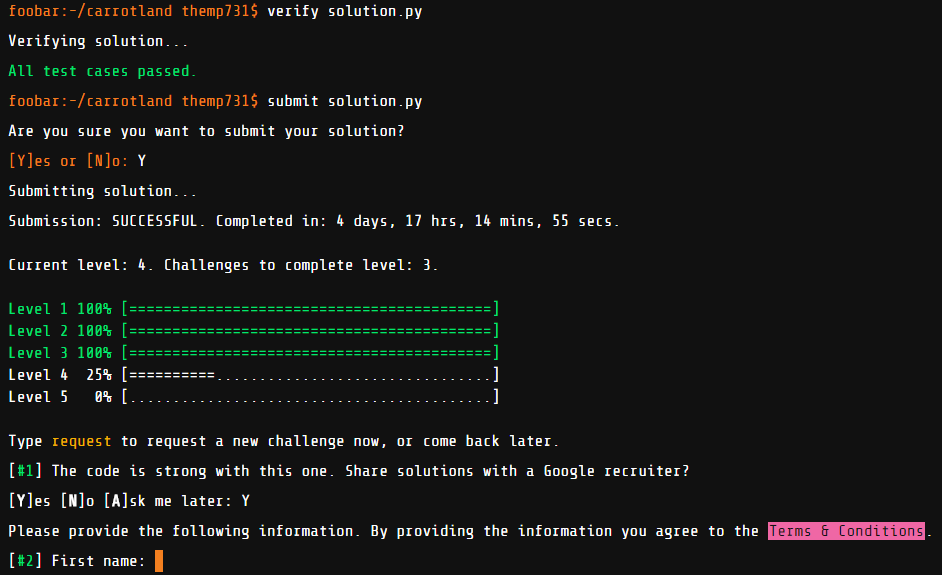 foobar:~/carrotland themp731$ verify solution.py
Verifying solution...
All test cases passed.
foobar:~/carrotland themp731$ submit solution.py
Are you sure you want to submit your solution?
[Y]es or [N]o: Y
Submitting solution...
Submission: SUCCESSFUL. Completed in: 4 days, 17 hrs, 14 mins, 55 secs.
Current level: 4. Challenges to complete level: 3.
Level 1 100% [==========================================]
Level 2 100% [==========================================]
Level 3 100% [==========================================]
Level 4  25% [==========................................]
Level 5   0% [..........................................]
Type request to request a new challenge now, or come back later.
[#1] The code is strong with this one. Share solutions with a Google recruiter?
[Y]es [N]o [A]sk me later: Y
Please provide the following information. By providing the information you agree to the Terms & Conditions.
[#2] First name: